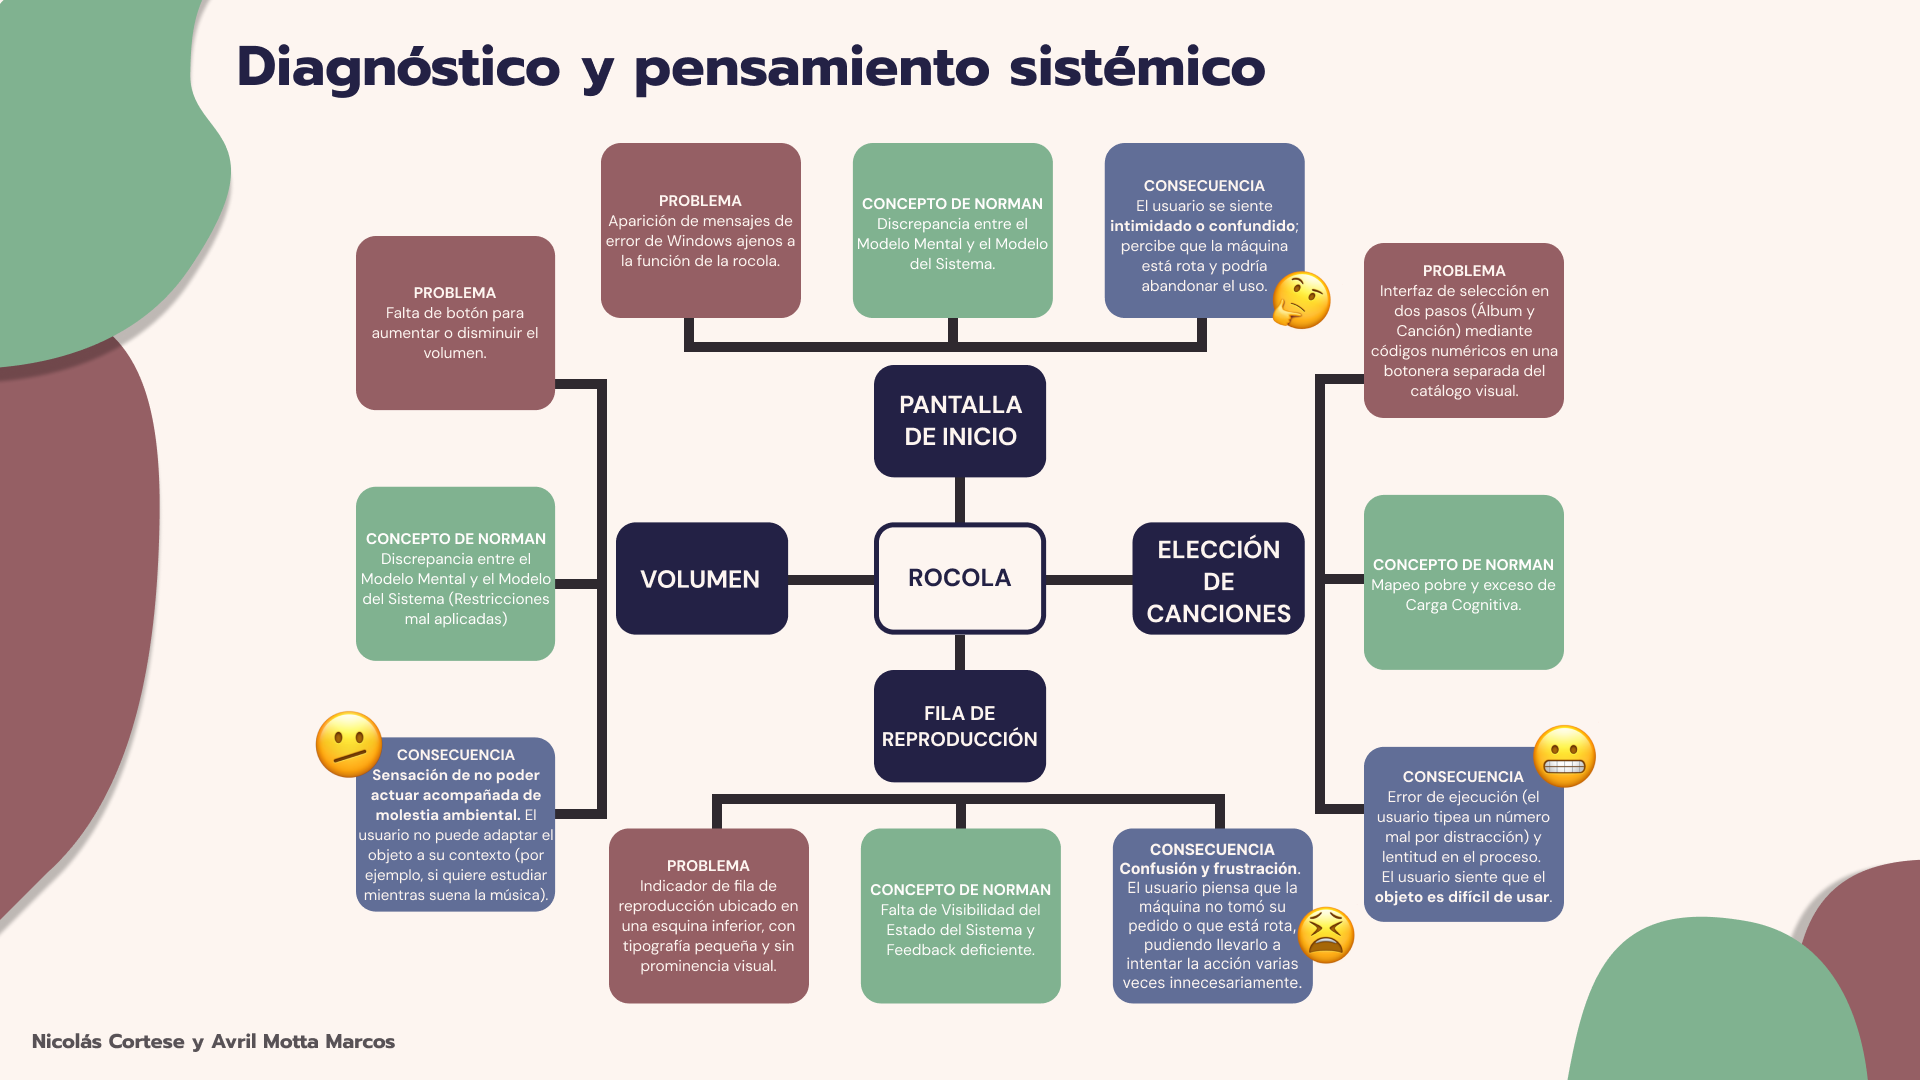 Diagnóstico y pensamiento sistémico
PROBLEMA
Aparición de mensajes de
error de Windows ajenos a
la función de la rocola.
CONCEPTO DE NORMAN
Discrepancia entre el
Modelo Mental y el Modelo
del Sistema.
CONSECUENCIA
El usuario se siente
intimidado o confundido;
percibe que la máquina
está rota y podría
abandonar el uso.
PROBLEMA
Falta de botón para
aumentar o disminuir el
volumen.
CONCEPTO DE NORMAN
Discrepancia entre el
Modelo Mental y el Modelo
del Sistema (Restricciones
mal aplicadas)
CONSECUENCIA
Sensación de no poder
actuar acompañada de
molestia ambiental. El
usuario no puede adaptar el
objeto a su contexto (por
ejemplo, si quiere estudiar
mientras suena la música).
PANTALLA
DE INICIO
VOLUMEN
ROCOLA
ELECCIÓN
DE
CANCIONES
FILA DE
REPRODUCCIÓN
PROBLEMA
Interfaz de selección en
dos pasos (Álbum y
Canción) mediante
códigos numéricos en una
botonera separada del
catálogo visual.
CONCEPTO DE NORMAN
Mapeo pobre y exceso de
Carga Cognitiva.
CONSECUENCIA
Error de ejecución (el
usuario tipea un número
mal por distracción) y
lentitud en el proceso.
El usuario siente que el
objeto es difícil de usar.
PROBLEMA
Indicador de fila de
reproducción ubicado en
una esquina inferior, con
tipografía pequeña y sin
prominencia visual.
CONCEPTO DE NORMAN
Falta de Visibilidad del
Estado del Sistema y
Feedback deficiente.
CONSECUENCIA
Confusión y frustración.
El usuario piensa que la
máquina no tomó su
pedido o que está rota,
pudiendo llevarlo a
intentar la acción varias
veces innecesariamente.
Nicolás Cortese y Avril Motta Marcos